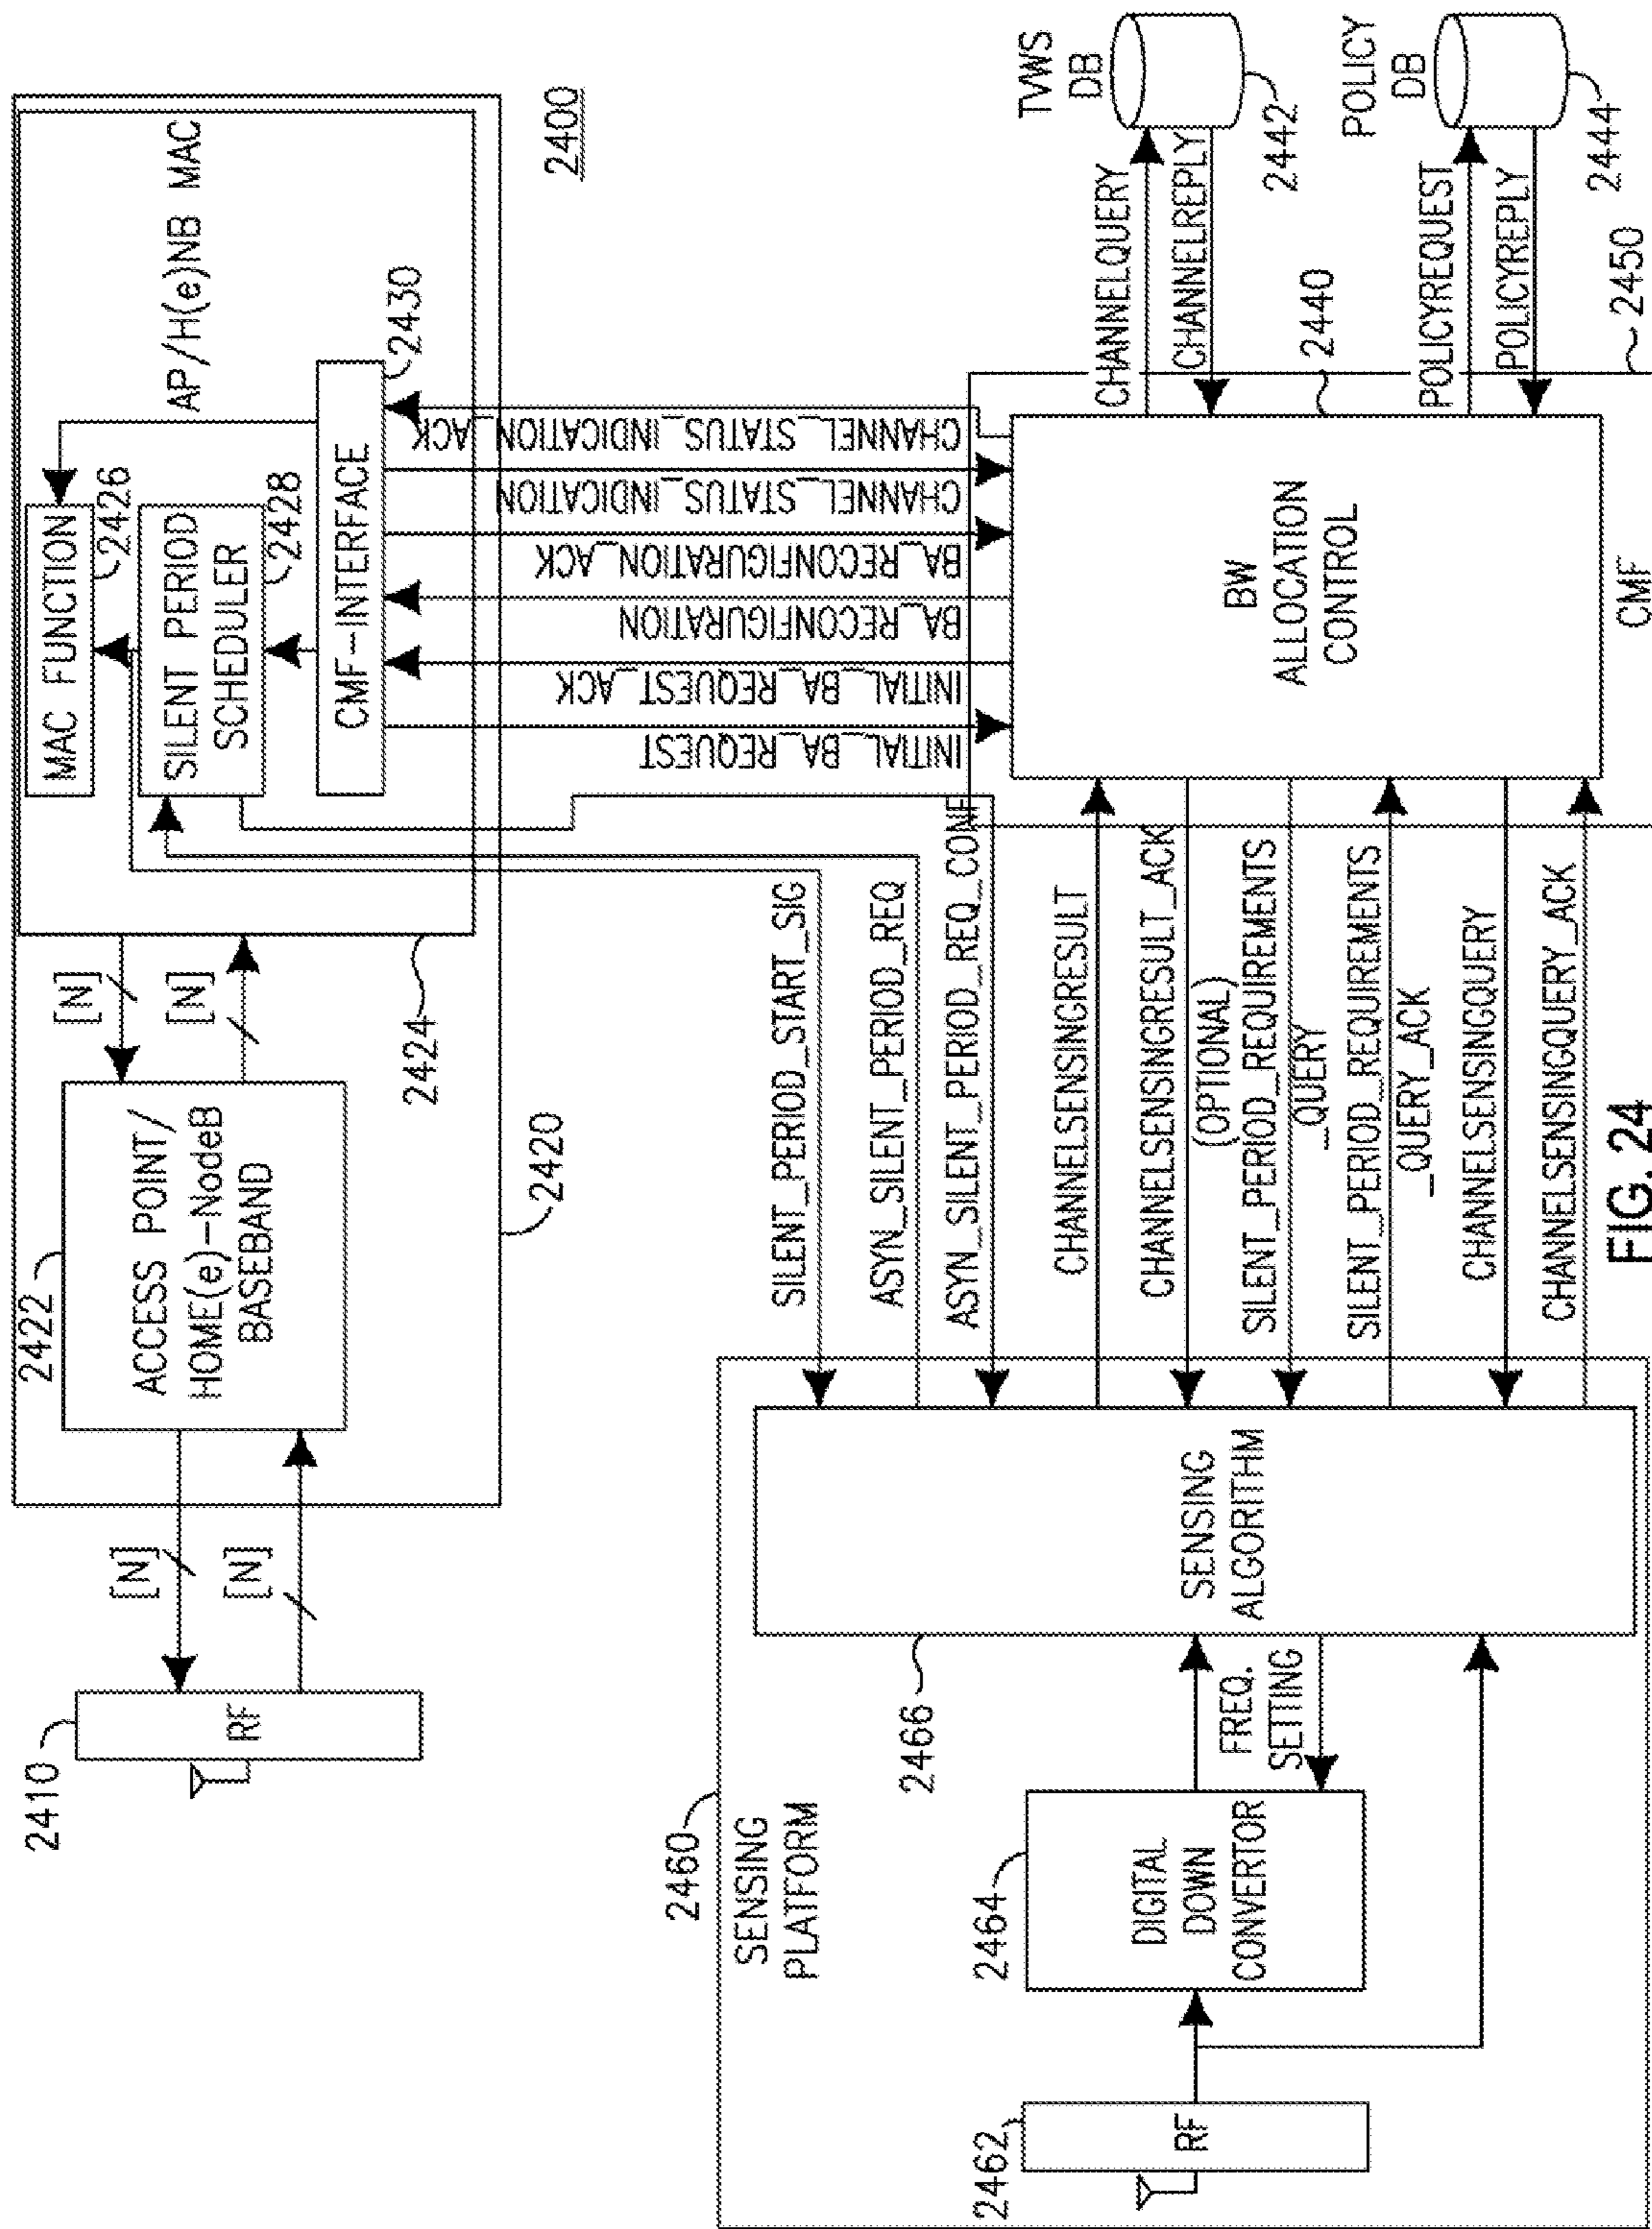 2410
RF
[N]
[N]
2422
ACCESS POINT/
HOME(e)-NodeB
BASEBAND
[N]
[N]
2424
2420
MAC FUNCTION
2426
SILENT PERIOD
SCHEDULER
2428
AP/H(e)NB MAC
CMF-INTERFACE
2430
2400
SILENT_PERIOD_START_SIG
ASYN_SILENT_PERIOD_REQ
ASYN_SILENT_PERIOD_REQ_CONF
INITIAL_BA_REQUEST
INITIAL_BA_REQUEST_ACK
BA_RECONFIGURATION
BA_RECONFIGURATION_ACK
CHANNEL_STATUS_INDICATION
CHANNEL_STATUS_INDICATION_ACK
2460
SENSING
PLATFORM
2462
RF
2464
DIGITAL
DOWN
CONVERTOR
FREQ.
SETTING
2466
SENSING
ALGORITHM
CHANNELSENSINGRESULT
CHANNELSENSINGRESULT_ACK
(OPTIONAL)
SILENT_PERIOD_REQUIREMENTS
_QUERY
SILENT_PERIOD_REQUIREMENTS
_QUERY_ACK
CHANNELSENSINGQUERY
CHANNELSENSINGQUERY_ACK
BW
ALLOCATION
CONTROL
CMF
2440
2450
CHANNELQUERY
CHANNELREPLY
TVWS
DB
2442
POLICYREQUEST
POLICYREPLY
POLICY
DB
2444
FIG. 24